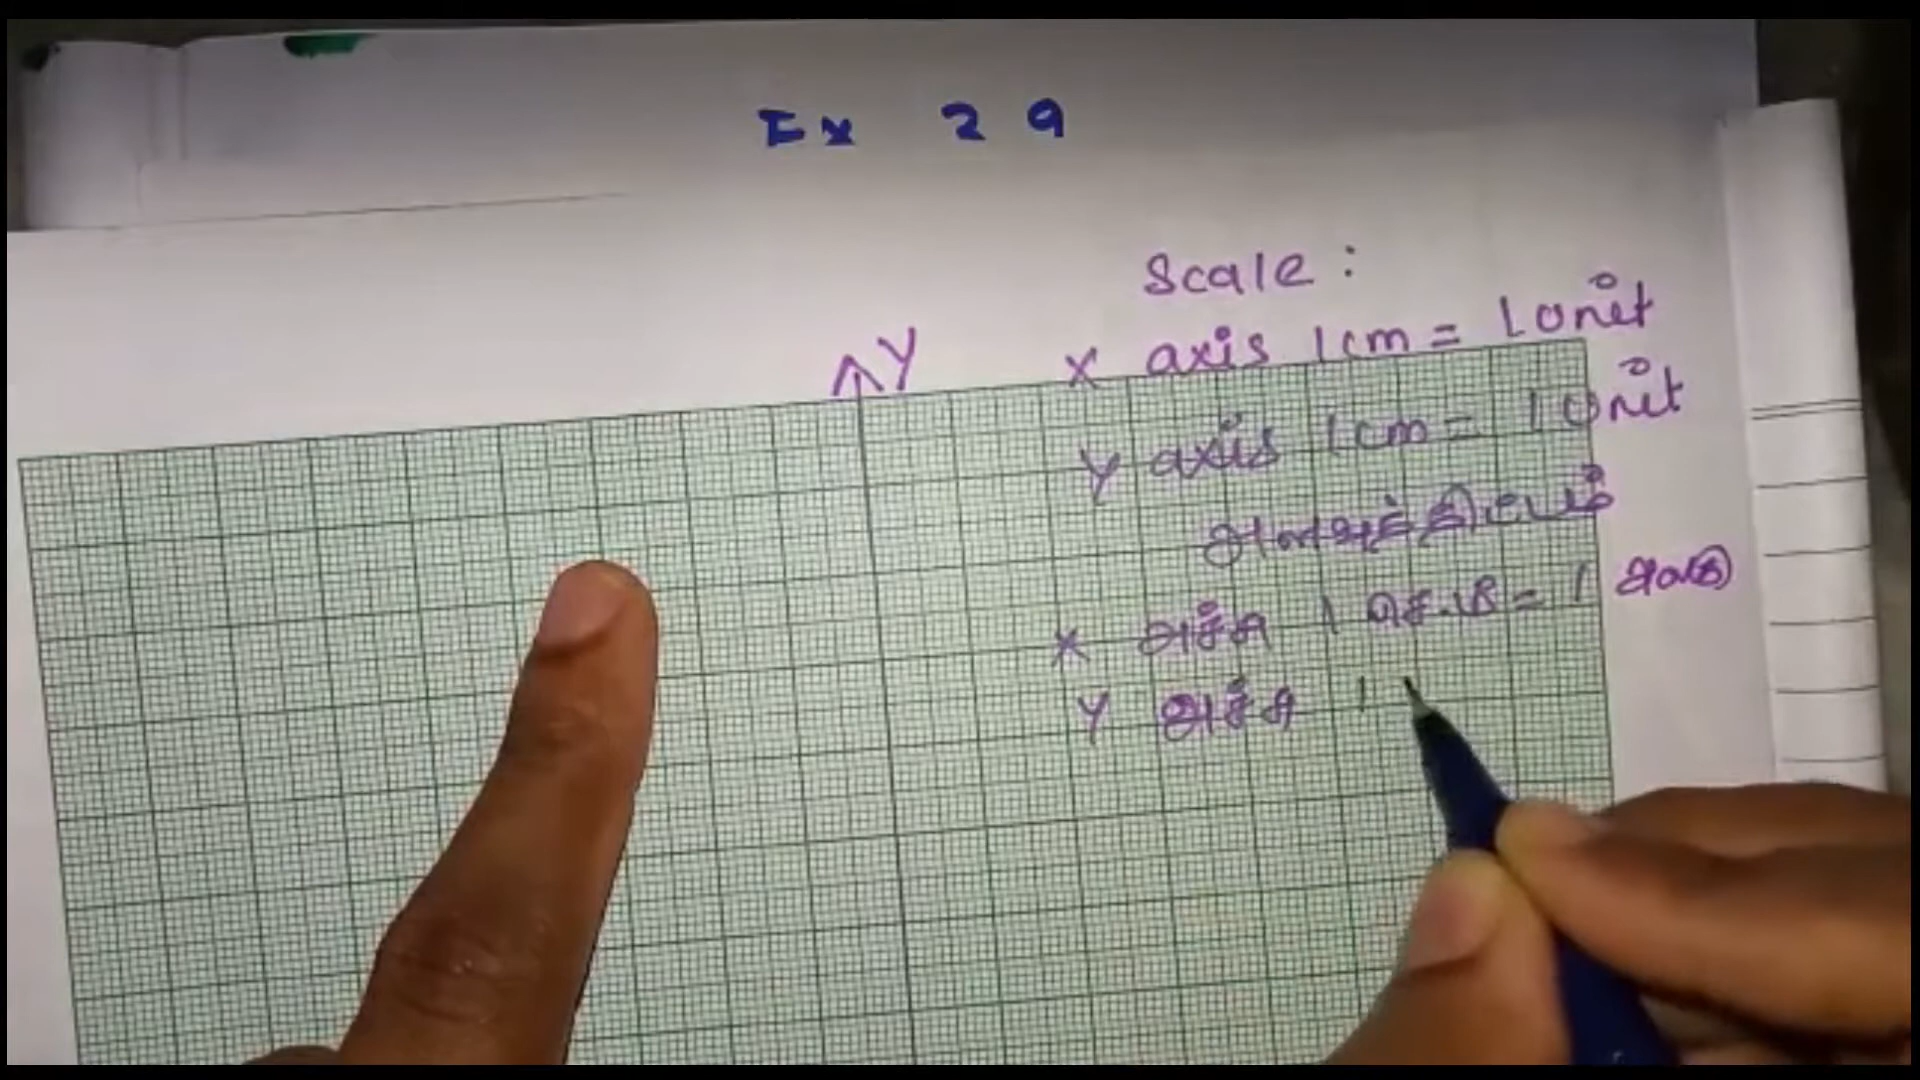 Ex 2 9
Scale :
Y
X axis 1cm = 1 Unit
Y axis 1cm = 1 Unit
அளவுத்திட்டம்
X அச்சு 1 செ.மீ = 1 அலகு
Y அச்சு 1